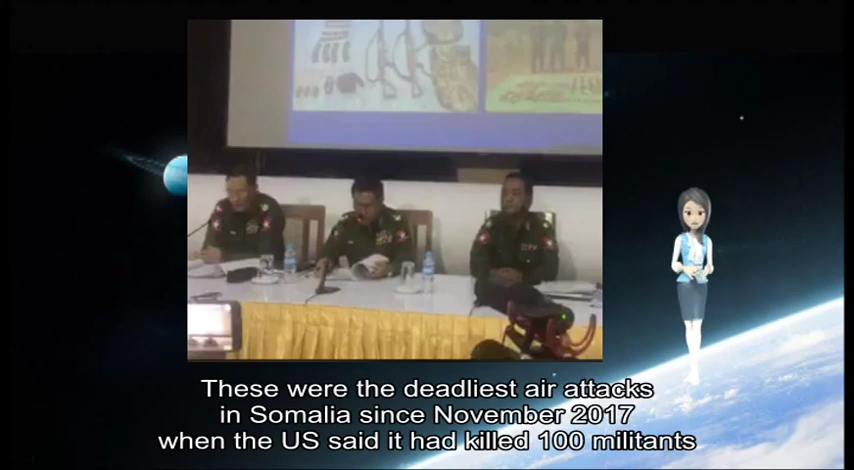 These were the deadliest air attacks
in Somalia since November 2017
when the US said it had killed 100 militants